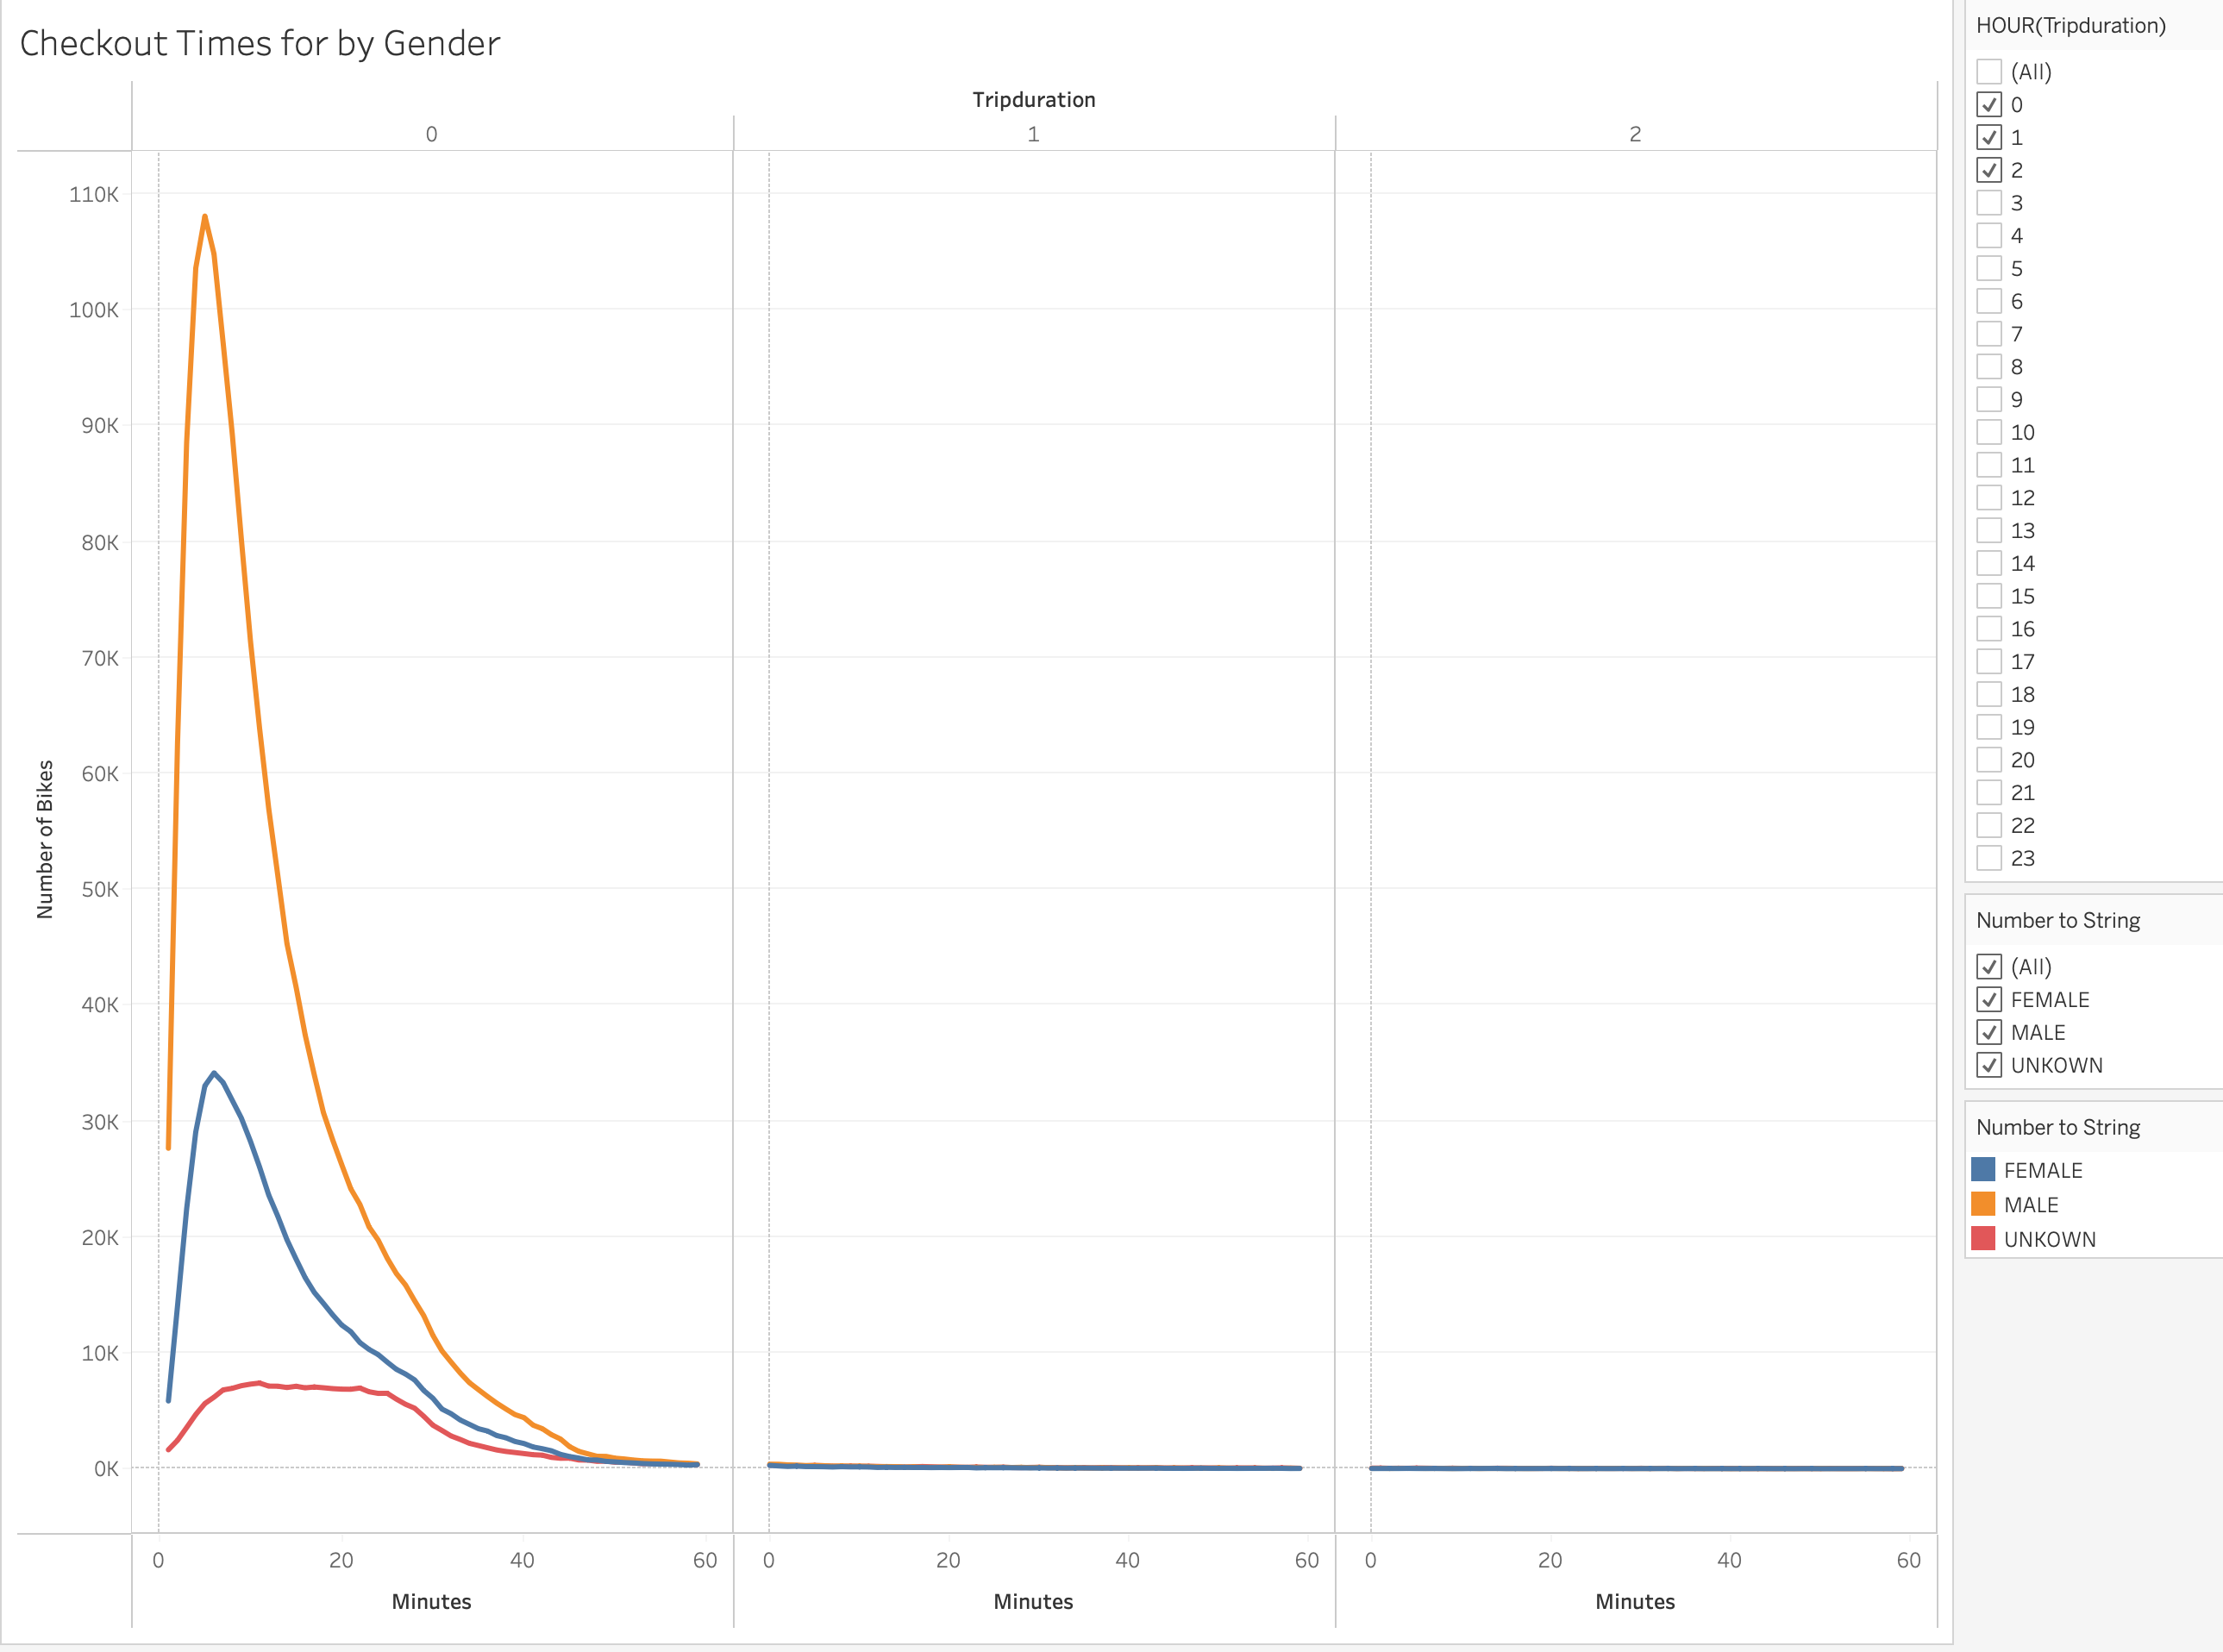 Checkout Times for by Gender
Tripduration
0 1 2
110K
100K
90K
80K
70K
60K
50K
40K
30K
20K
10K
0K
Number of Bikes
0 20 40 60 0 20 40 60 0 20 40 60
Minutes Minutes Minutes
HOUR(Tripduration)
(All)
0
1
2
3
4
5
6
7
8
9
10
11
12
13
14
15
16
17
18
19
20
21
22
23
Number to String
(All)
FEMALE
MALE
UNKOWN
Number to String
FEMALE
MALE
UNKOWN